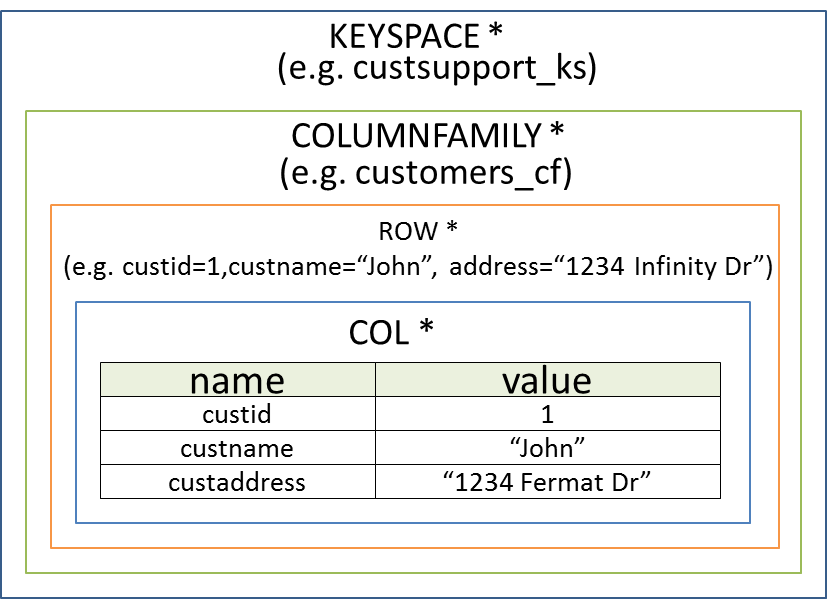 KEYSPACE *
(e.g. custsupport_ks)
COLUMNFAMILY *
(e.g. customers_cf)
ROW *
(e.g. custid=1,custname=“John”, address=“1234 Infinity Dr”)
COL *
name value
custid 1
custname “John”
custaddress “1234 Fermat Dr”